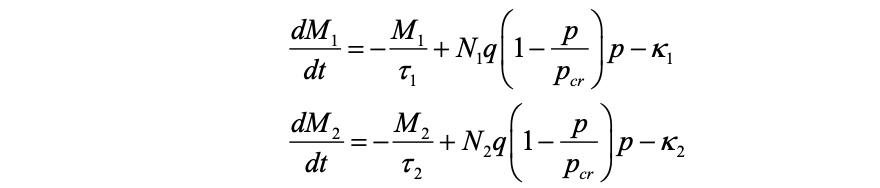 dM₁/dt = −M₁/τ₁ + N₁q(1 − p/p_cr)p − κ₁
dM₂/dt = −M₂/τ₂ + N₂q(1 − p/p_cr)p − κ₂